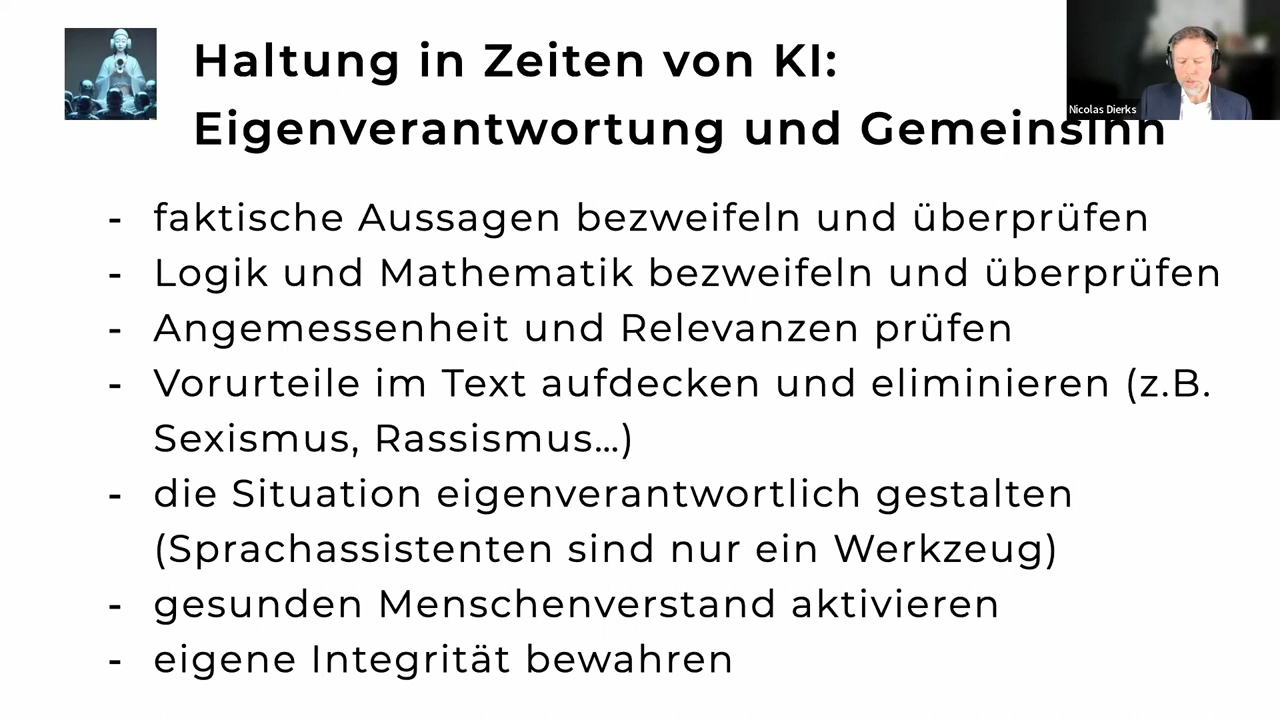 Haltung in Zeiten von KI:
Eigenverantwortung und Gemeinsinn
Nicolas Dierks
- faktische Aussagen bezweifeln und überprüfen
- Logik und Mathematik bezweifeln und überprüfen
- Angemessenheit und Relevanzen prüfen
- Vorurteile im Text aufdecken und eliminieren (z.B.
Sexismus, Rassismus...)
- die Situation eigenverantwortlich gestalten
(Sprachassistenten sind nur ein Werkzeug)
- gesunden Menschenverstand aktivieren
- eigene Integrität bewahren